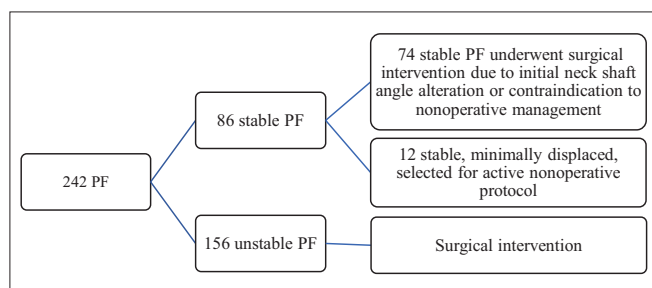 74 stable PF underwent surgical
intervention due to initial neck shaft
angle alteration or contraindication to
nonoperative management
86 stable PF
12 stable, minimally displaced,
selected for active nonoperative
protocol
242 PF
156 unstable PF
Surgical intervention